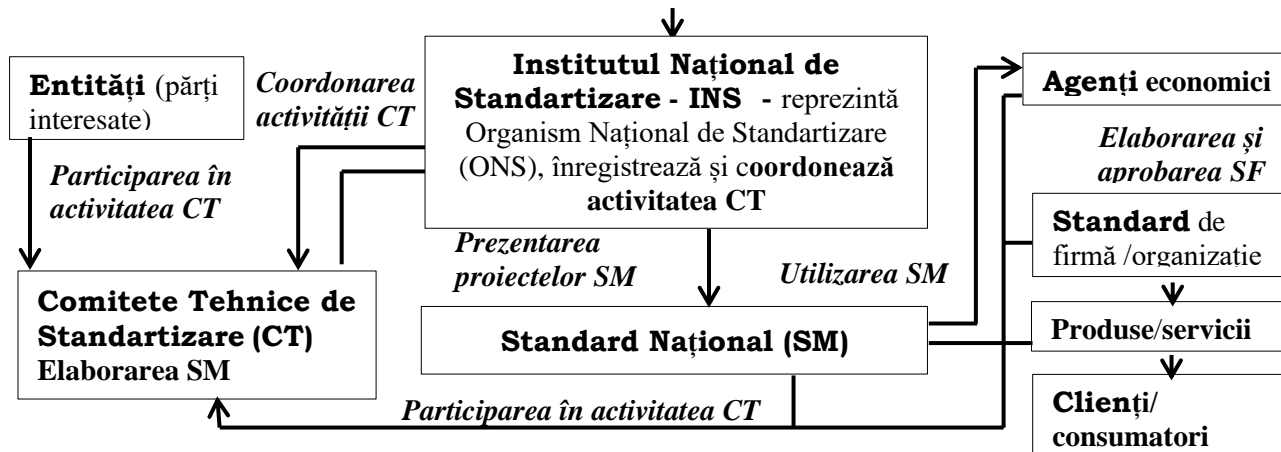 Entități (părți
interesate)
Coordonarea
activității CT
Institutul Național de
Standartizare - INS - reprezintă
Organism Național de Standartizare
(ONS), înregistrează și coordonează
activitatea CT
Agenți economici
Participarea în
activitatea CT
Elaborarea și
aprobarea SF
Prezentarea
proiectelor SM
Utilizarea SM
Standard de
firmă /organizație
Comitete Tehnice de
Standartizare (CT)
Elaborarea SM
Standard Național (SM)
Produse/servicii
Participarea în activitatea CT
Clienți/
consumatori